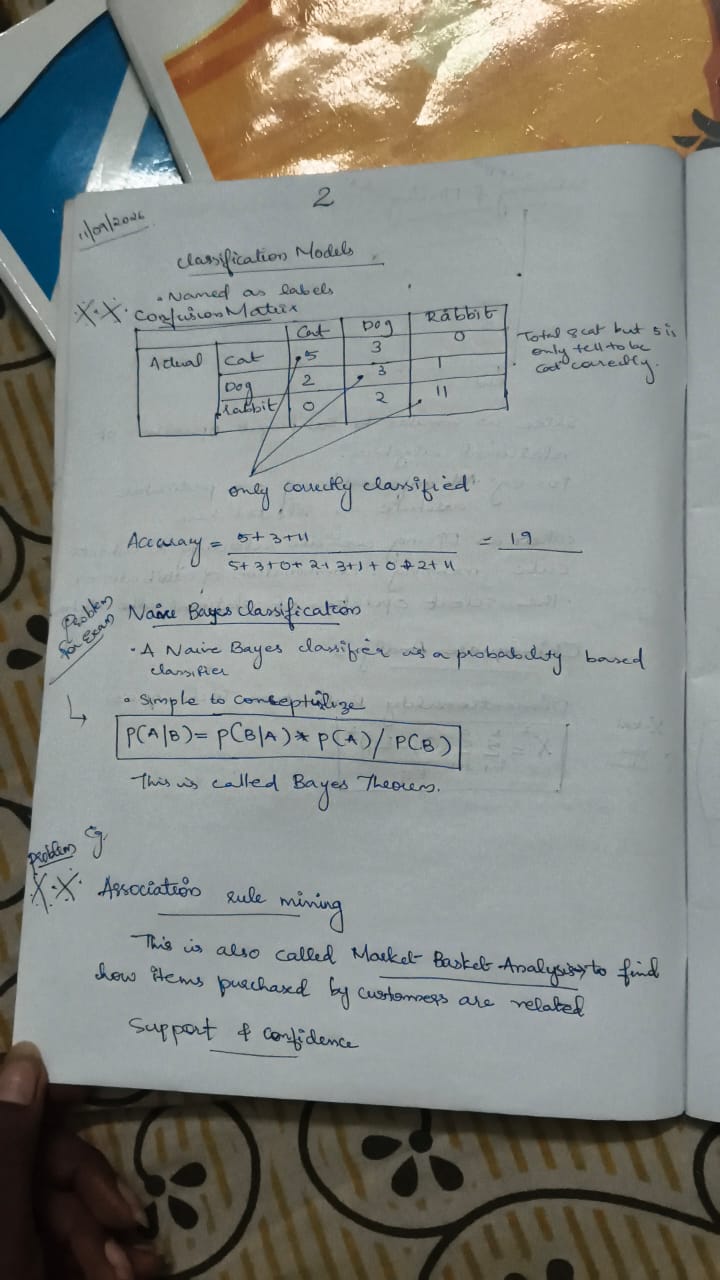 2
11/09/2026
Classification Models
• Named as labels
Confusion Matrix
Cat Dog Rabbit
Actual Cat 5 3 0
Dog 2 3 1
rabbit 0 2 11
Total 8 cat but 5 is
only tell to be
cat correctly.
only correctly classified
Accuracy = 5+3+11 = 19
5+3+0+2+3+1+0+2+11
Problem
for Exam
Naive Bayes classification
• A Naive Bayes classifier is a probability based
classifier
• Simple to conceptulize
P(A|B) = P(B|A) * P(A) / P(B)
This is called Bayes Theorem.
Eg
Problem
Association rule mining
This is also called Market Basket Analysis to find
how items purchased by customers are related
Support & confidence